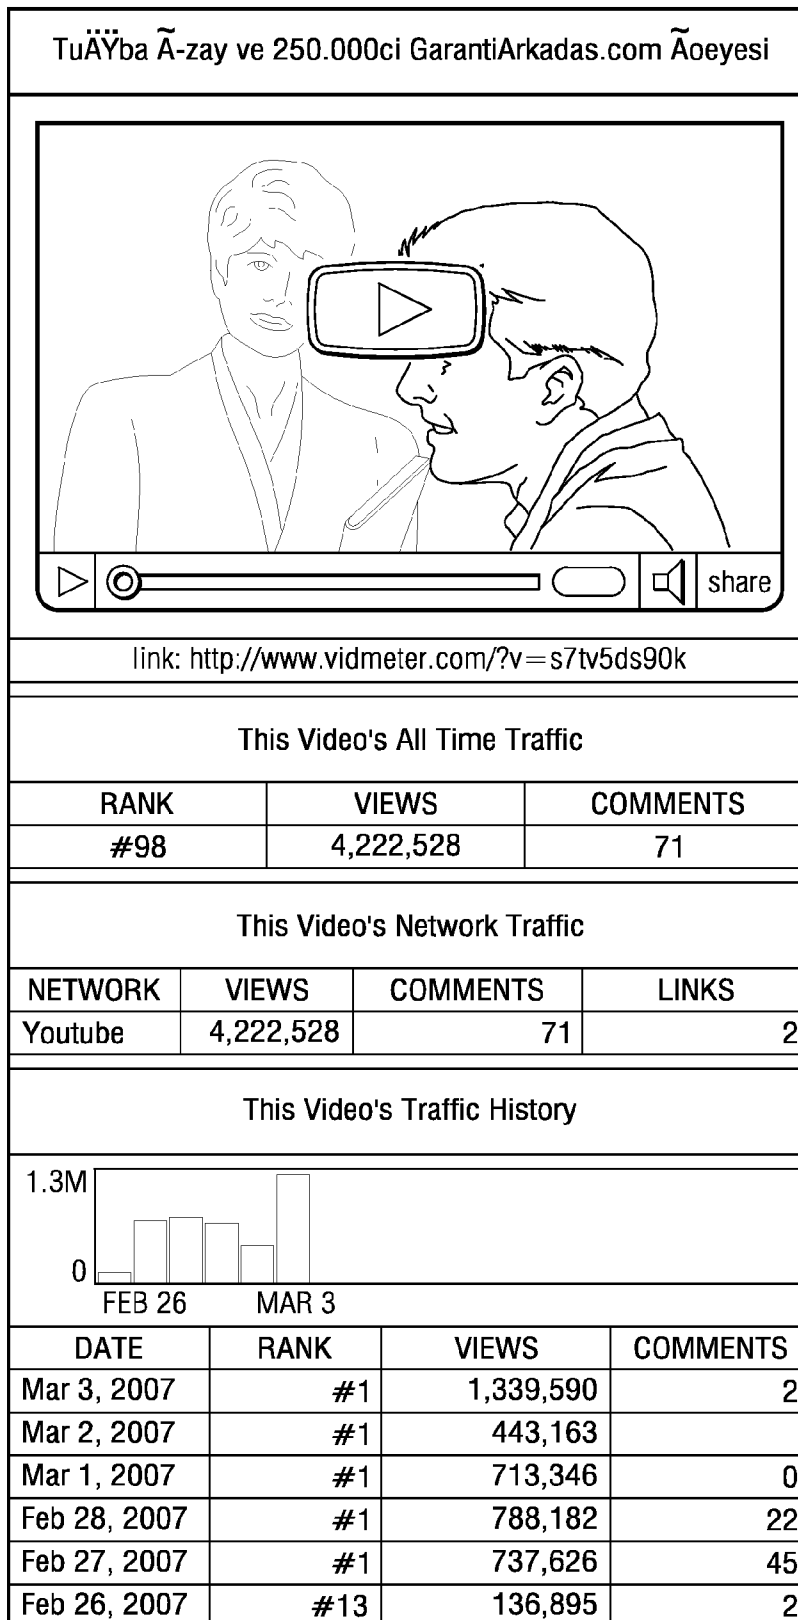 TuÄŸba Ã-zay ve 250.000ci GarantiArkadas.com Ãoeyesi
share
link: http://www.vidmeter.com/?v=s7tv5ds90k
This Video's All Time Traffic
RANK VIEWS COMMENTS
#98 4,222,528 71
This Video's Network Traffic
NETWORK VIEWS COMMENTS LINKS
Youtube 4,222,528 71 2
This Video's Traffic History
1.3M
0
FEB 26 MAR 3
DATE RANK VIEWS COMMENTS
Mar 3, 2007 #1 1,339,590 2
Mar 2, 2007 #1 443,163
Mar 1, 2007 #1 713,346 0
Feb 28, 2007 #1 788,182 22
Feb 27, 2007 #1 737,626 45
Feb 26, 2007 #13 136,895 2